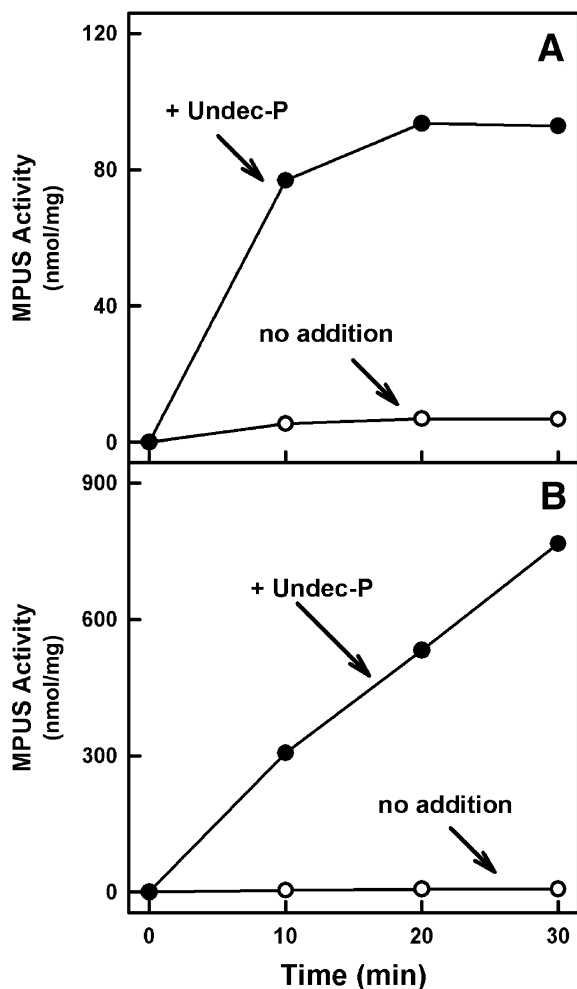 120
A
+ Undec-P
80
MPUS Activity
(nmol/mg)
40
no addition
0
900
B
+ Undec-P
600
MPUS Activity
(nmol/mg)
300
no addition
0
0 10 20 30
Time (min)